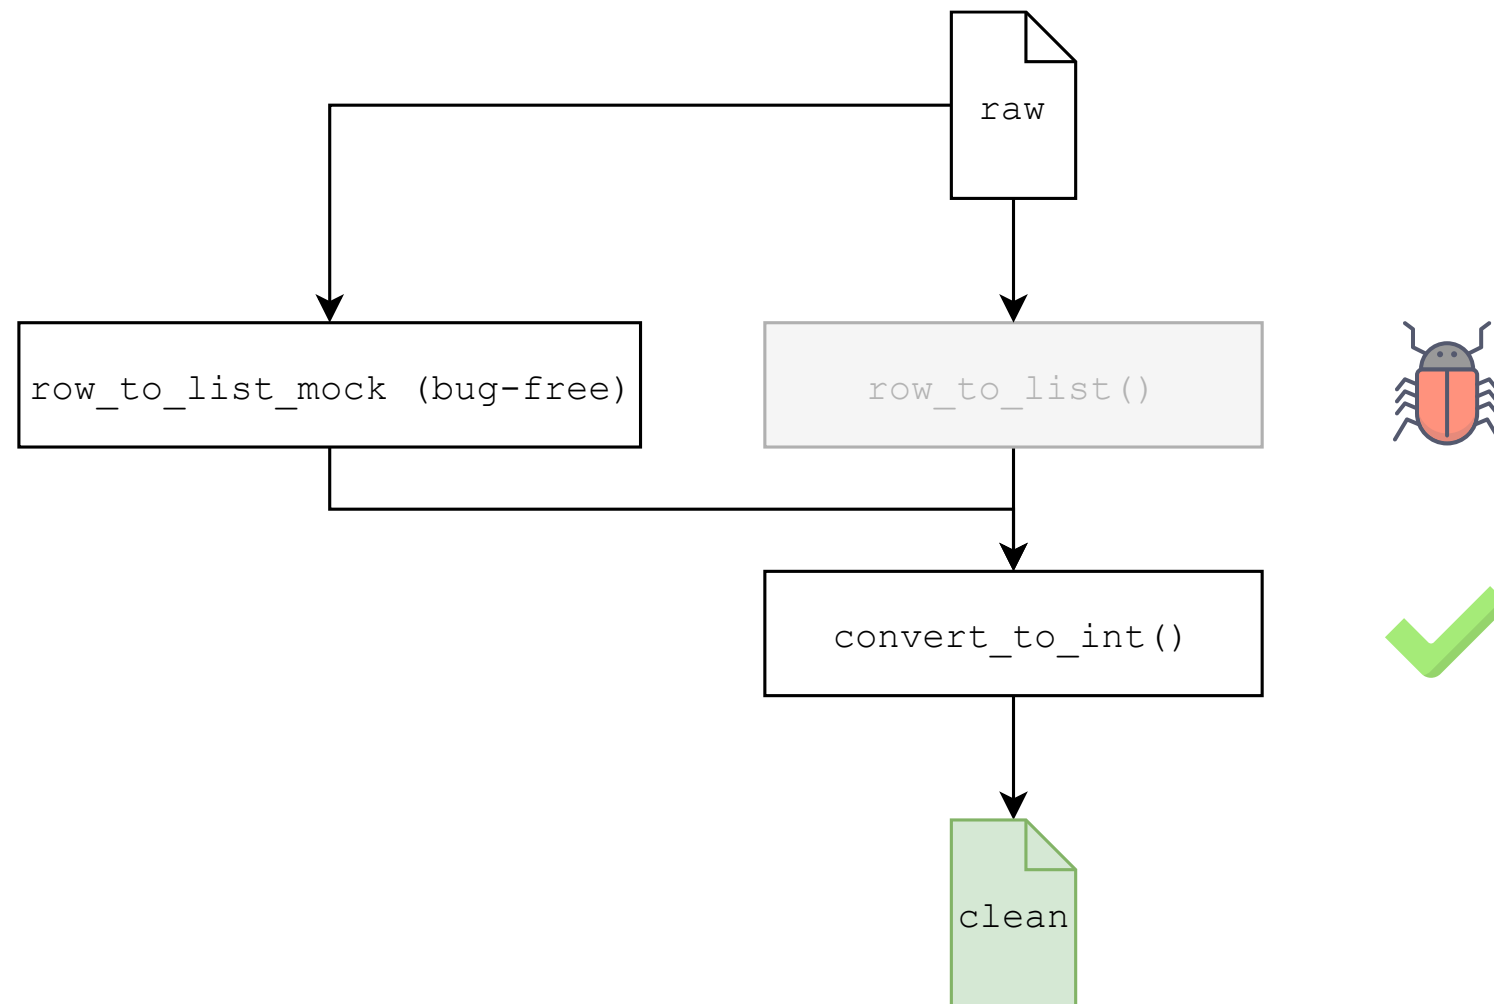 raw
row_to_list_mock (bug-free)
row_to_list()
convert_to_int()
clean